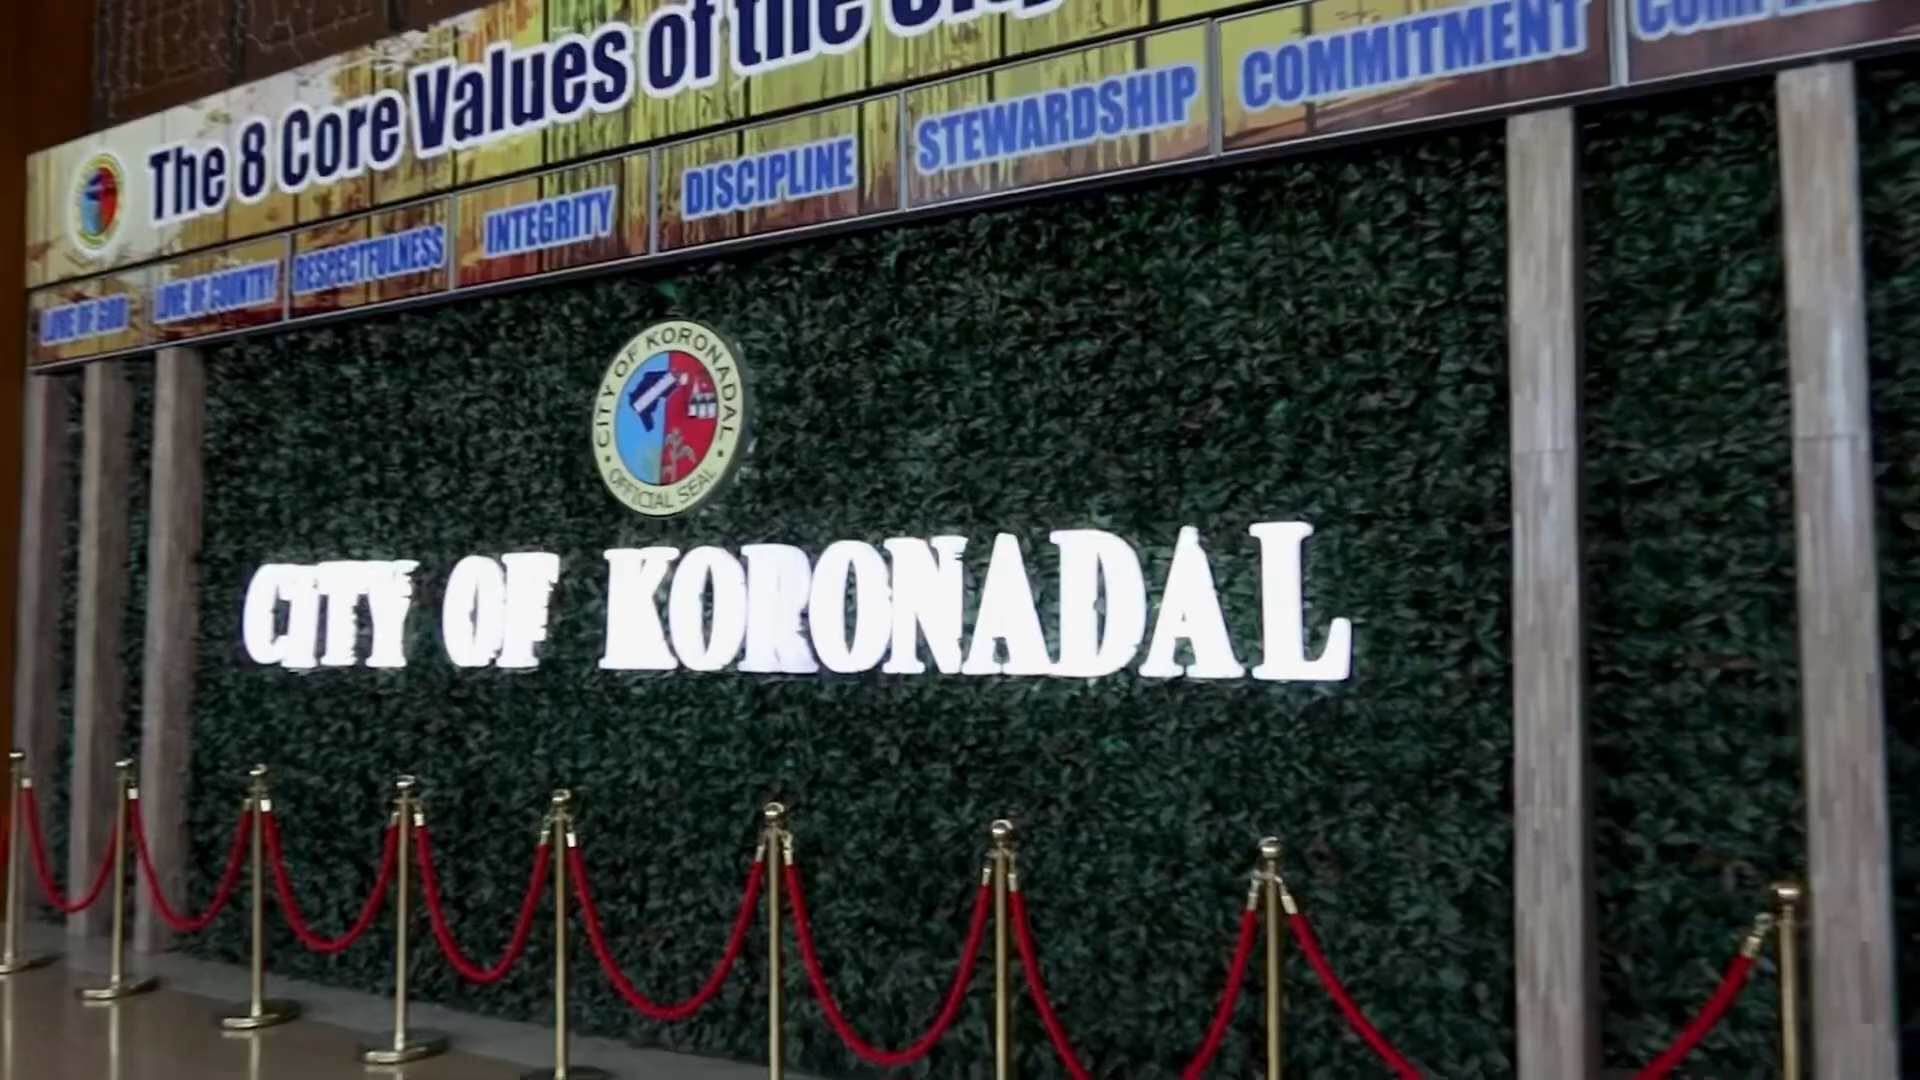 The 8 Core Values of the
LOVE OF GOD
LOVE OF COUNTRY
RESPECTFULNESS
INTEGRITY
DISCIPLINE
STEWARDSHIP
COMMITMENT
CITY OF KORONADAL
OFFICIAL SEAL
CITY OF KORONADAL